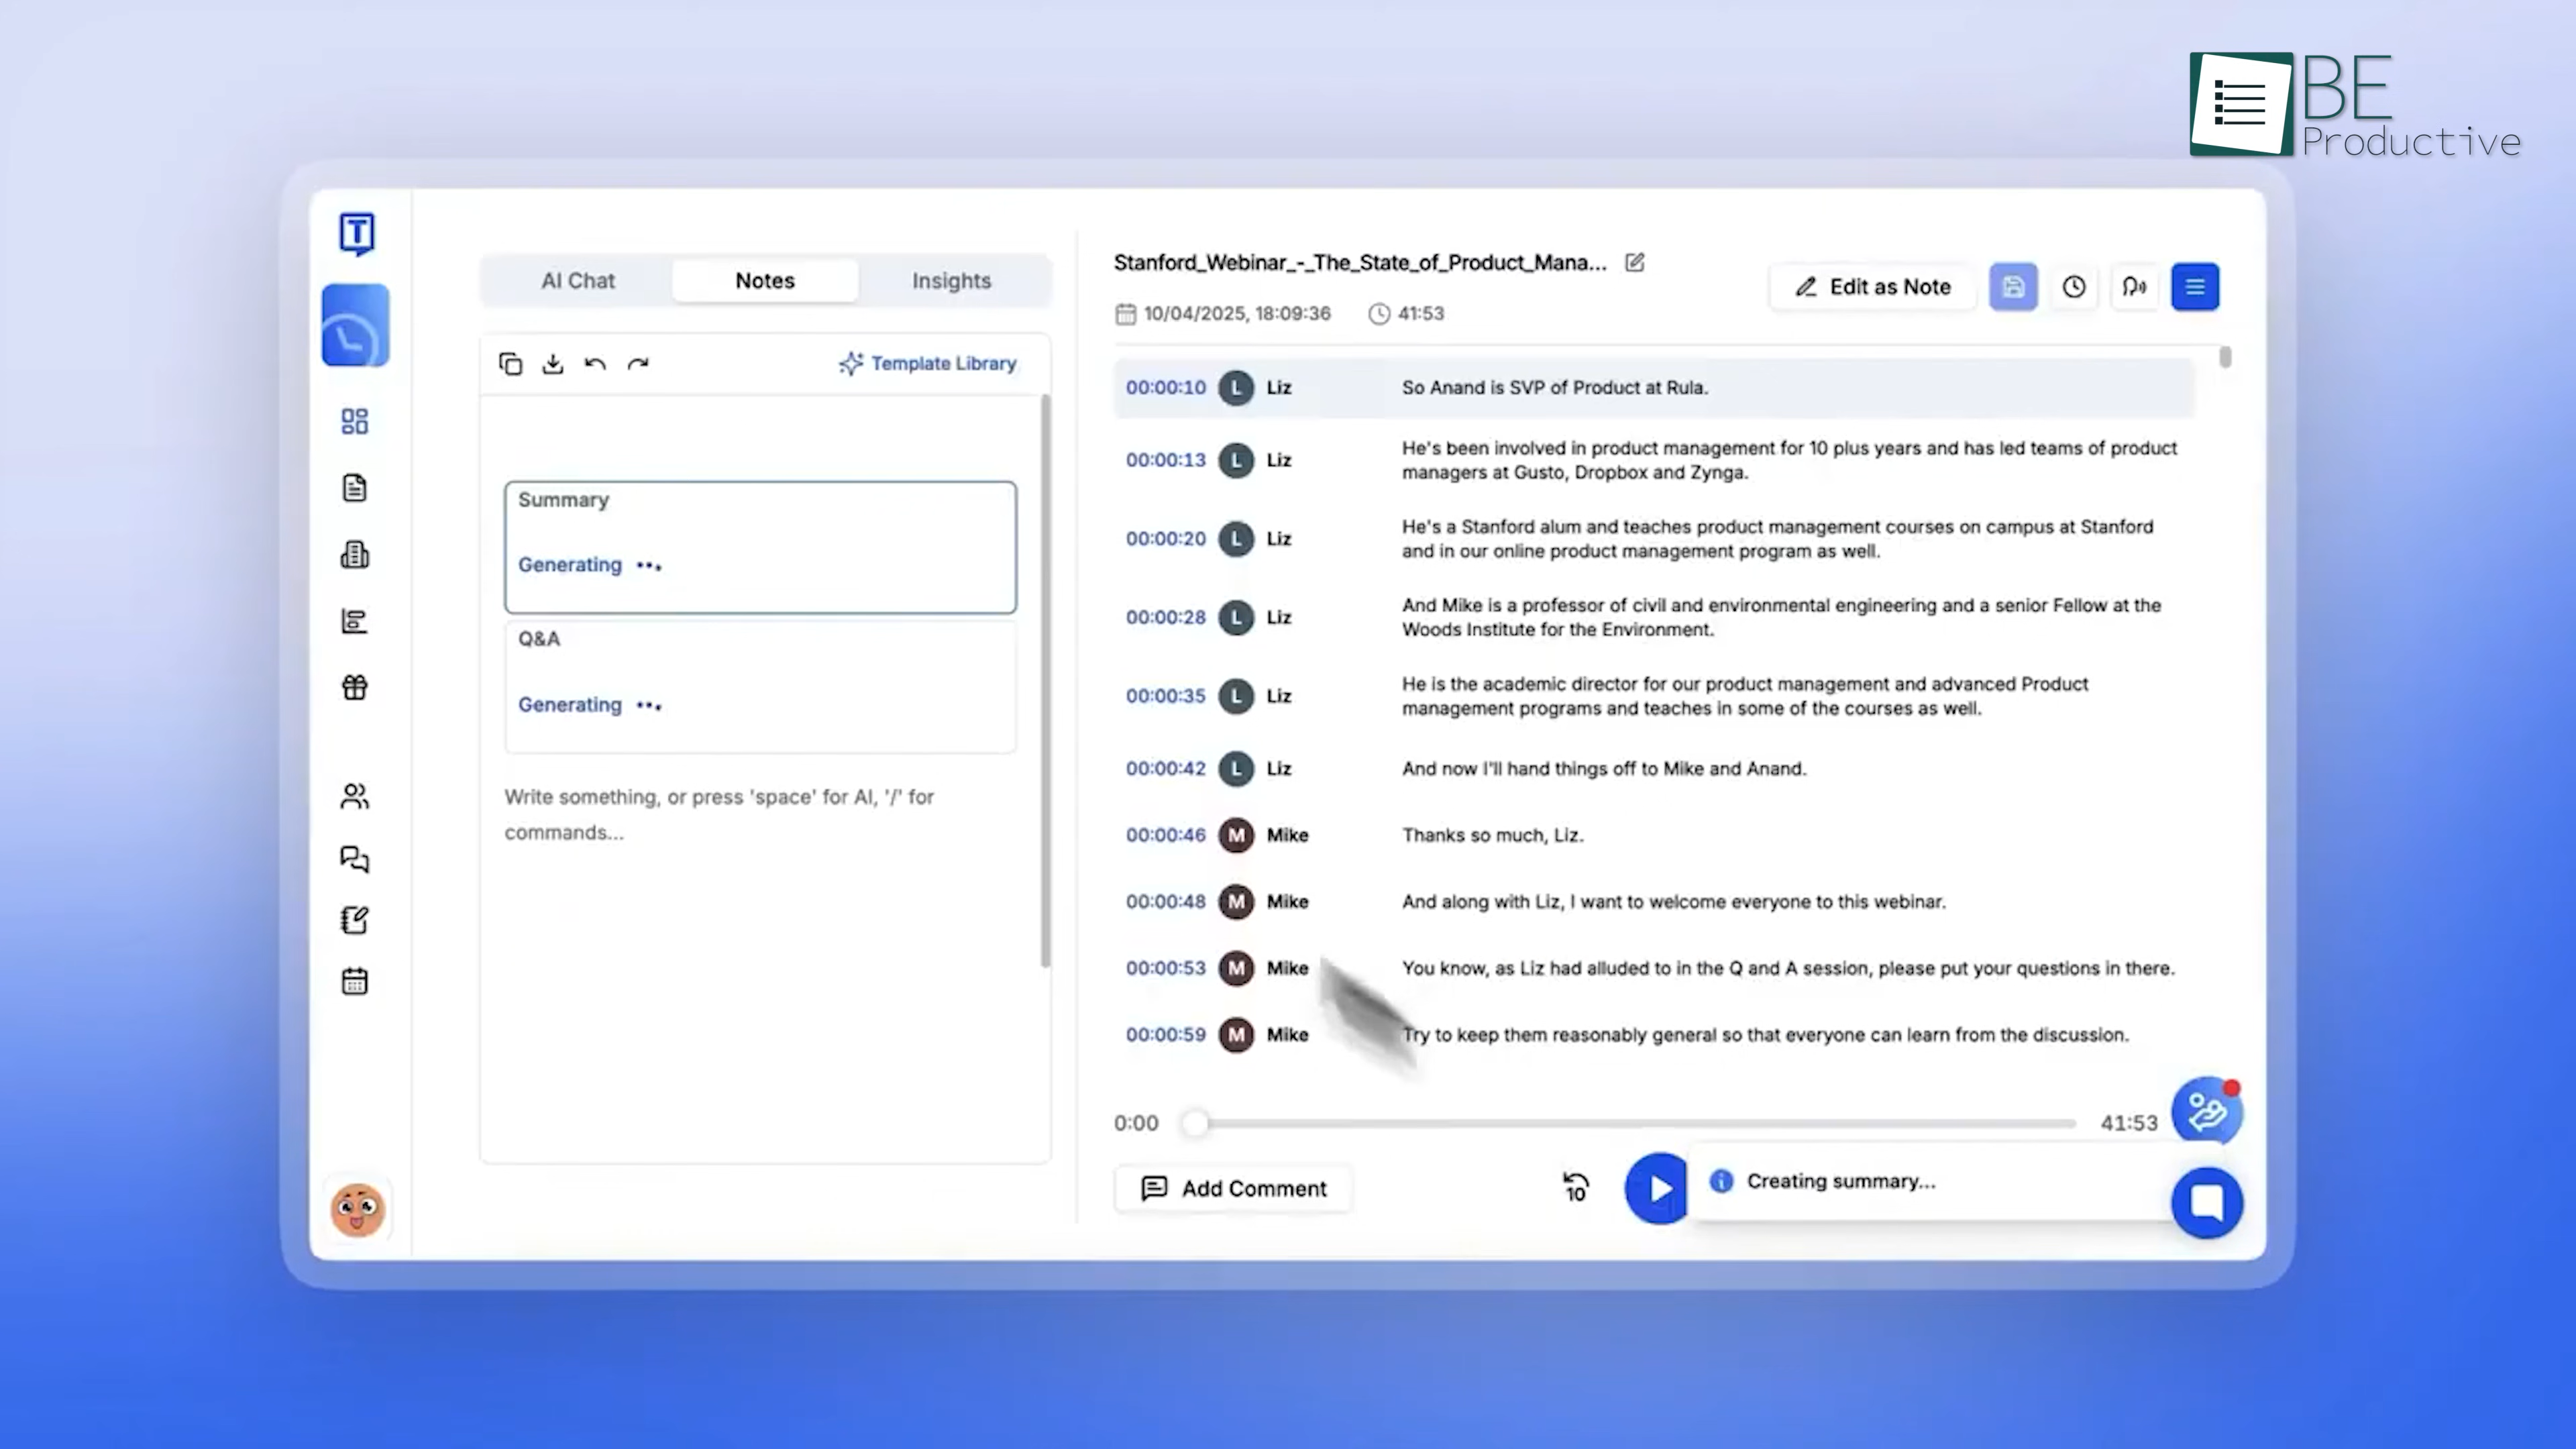 BE
Productive
T
AI Chat
Notes
Insights
Template Library
Summary
Generating
Q&A
Generating
Write something, or press 'space' for AI, '/' for
commands...
Stanford_Webinar_-_The_State_of_Product_Mana...
10/04/2025, 18:09:36
41:53
Edit as Note
00:00:10 L Liz So Anand is SVP of Product at Rula.
00:00:13 L Liz He's been involved in product management for 10 plus years and has led teams of product
managers at Gusto, Dropbox and Zynga.
00:00:20 L Liz He's a Stanford alum and teaches product management courses on campus at Stanford
and in our online product management program as well.
00:00:28 L Liz And Mike is a professor of civil and environmental engineering and a senior Fellow at the
Woods Institute for the Environment.
00:00:35 L Liz He is the academic director for our product management and advanced Product
management programs and teaches in some of the courses as well.
00:00:42 L Liz And now I'll hand things off to Mike and Anand.
00:00:46 M Mike Thanks so much, Liz.
00:00:48 M Mike And along with Liz, I want to welcome everyone to this webinar.
00:00:53 M Mike You know, as Liz had alluded to in the Q and A session, please put your questions in there.
00:00:59 M Mike Try to keep them reasonably general so that everyone can learn from the discussion.
0:00
41:53
Add Comment
10
Creating summary...